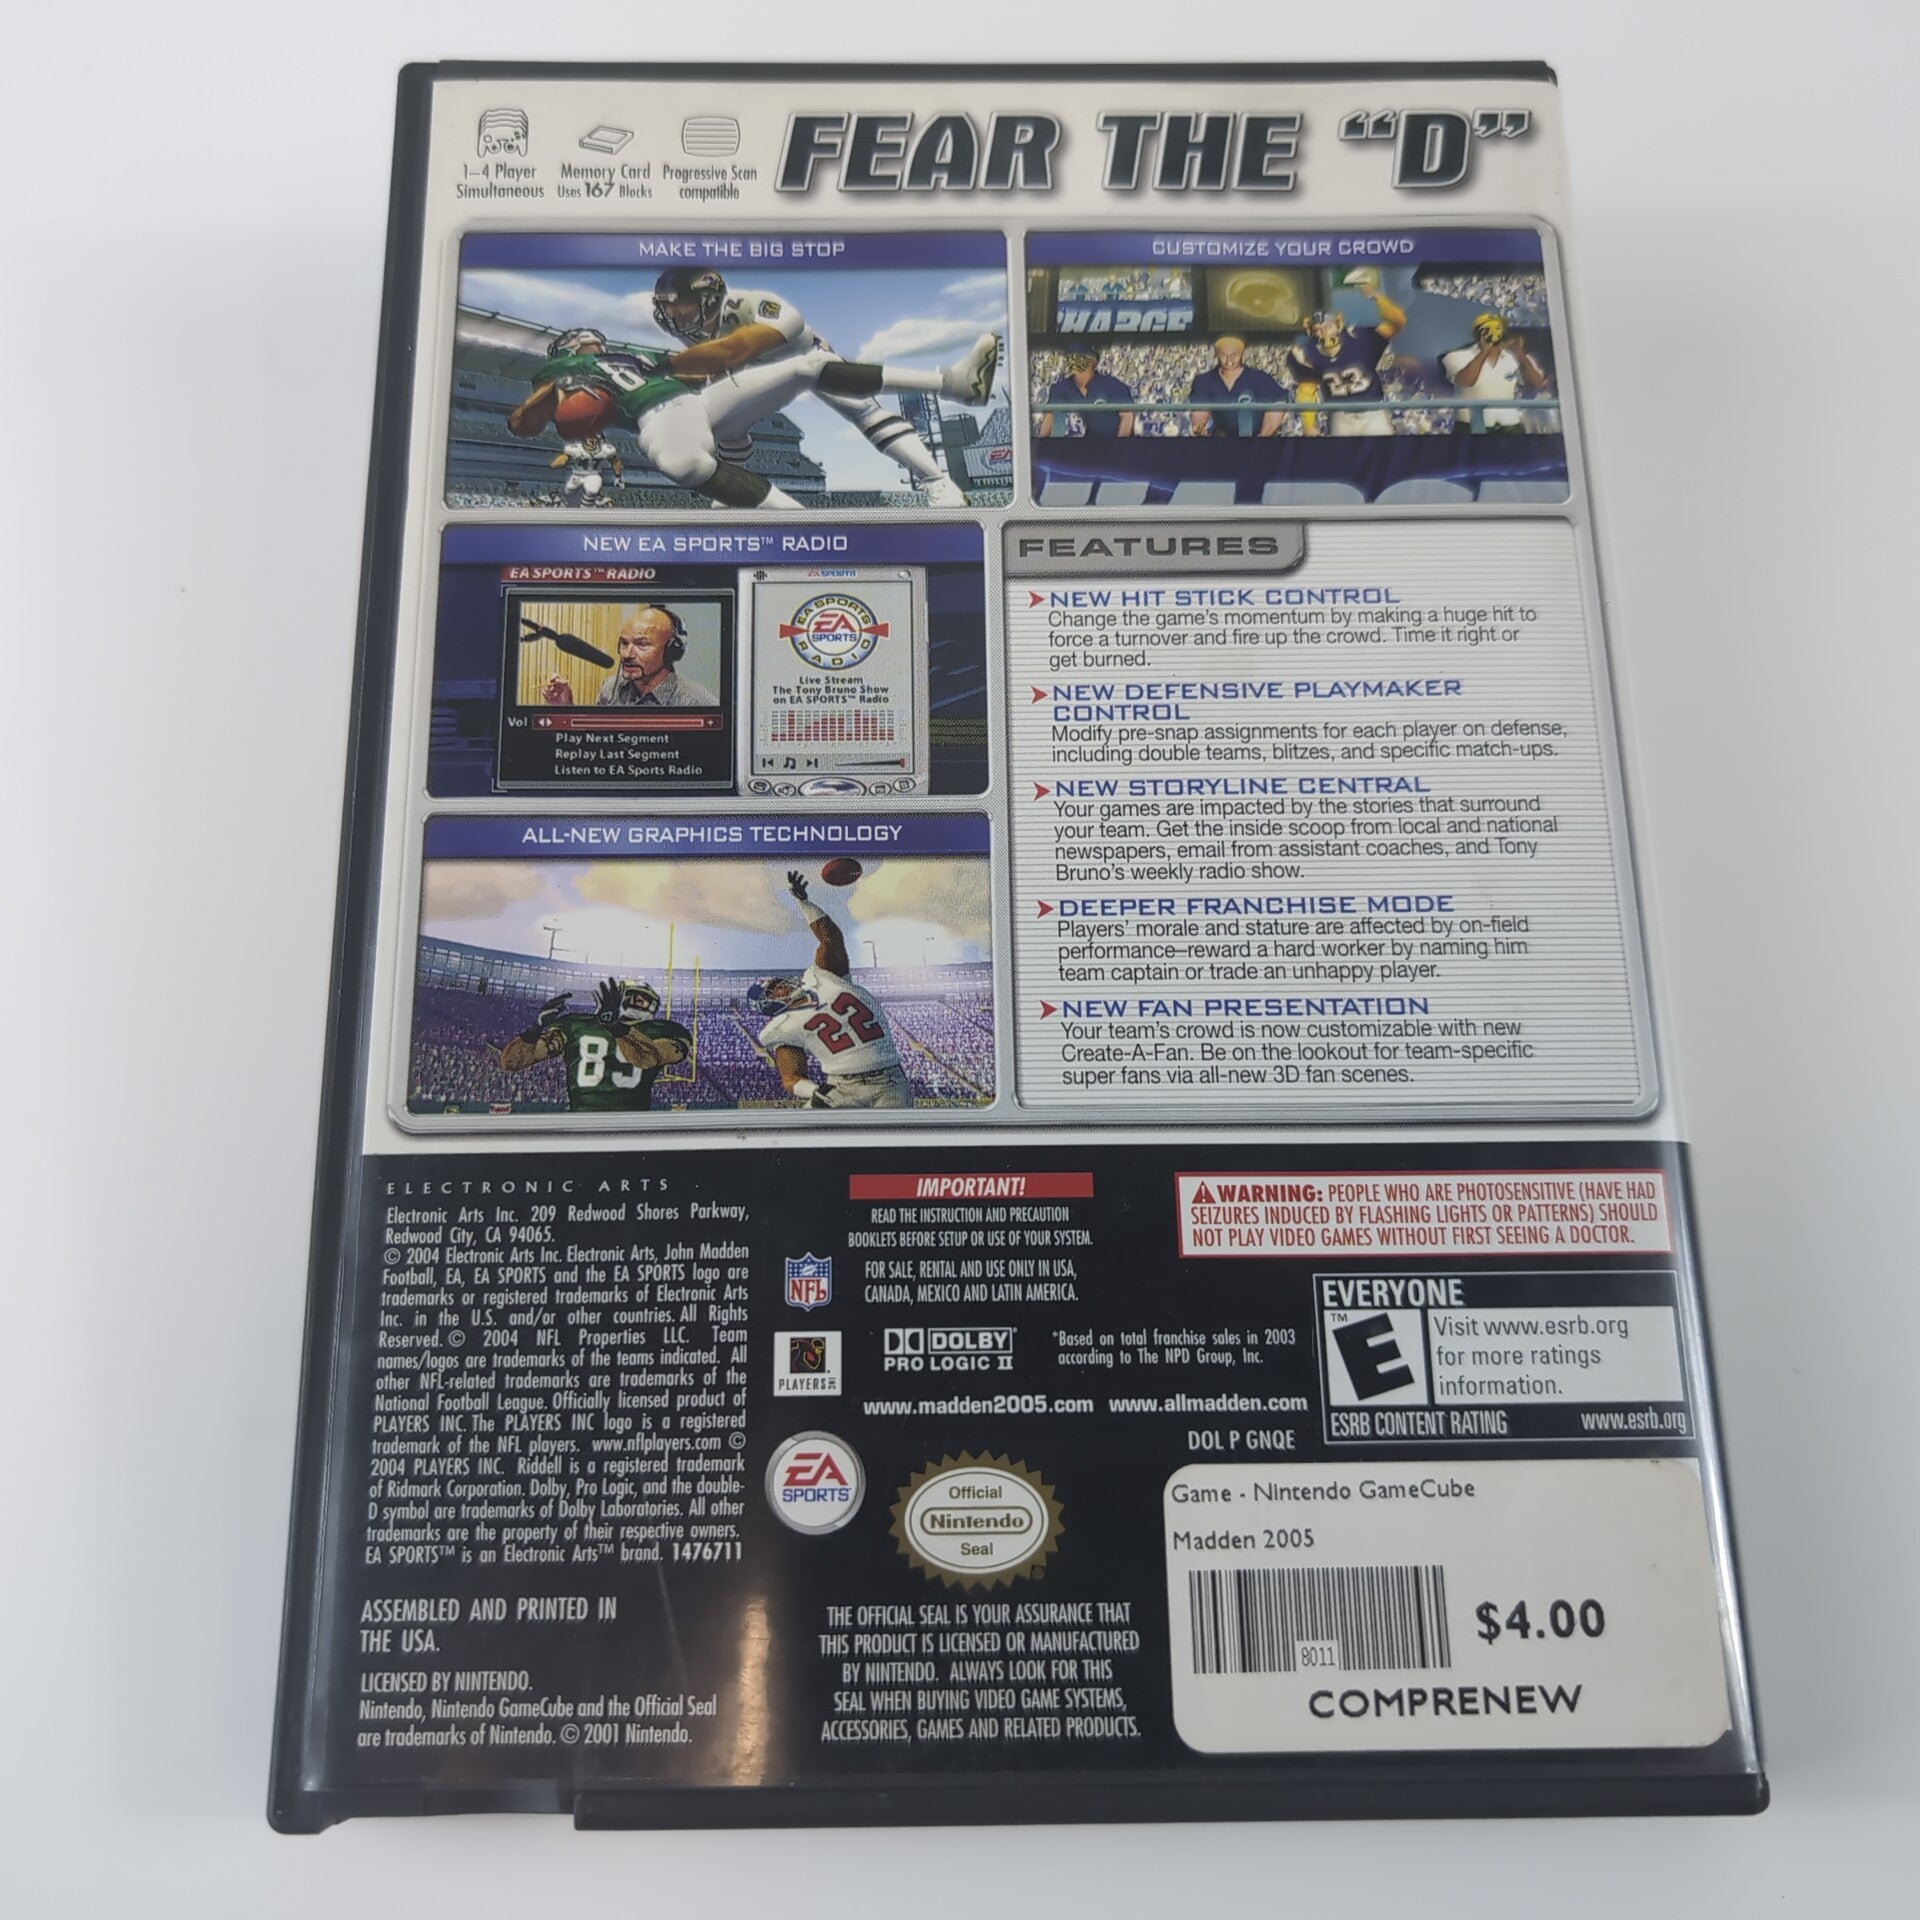 1–4 Player
Simultaneous
Memory Card
Uses 167 Blocks
Progressive Scan
compatible
FEAR THE "D"
MAKE THE BIG STOP
CUSTOMIZE YOUR CROWD
NEW EA SPORTS™ RADIO
EA SPORTS™ RADIO
EA SPORTS
EA SPORTS RADIO
Live Stream
The Tony Bruno Show
on EA SPORTS™ Radio
Vol
Play Next Segment
Replay Last Segment
Listen to EA Sports Radio
ALL-NEW GRAPHICS TECHNOLOGY
22
FEATURES
NEW HIT STICK CONTROL
Change the game's momentum by making a huge hit to
force a turnover and fire up the crowd. Time it right or
get burned.
NEW DEFENSIVE PLAYMAKER
CONTROL
Modify pre-snap assignments for each player on defense,
including double teams, blitzes, and specific match-ups.
NEW STORYLINE CENTRAL
Your games are impacted by the stories that surround
your team. Get the inside scoop from local and national
newspapers, email from assistant coaches, and Tony
Bruno's weekly radio show.
DEEPER FRANCHISE MODE
Players' morale and stature are affected by on-field
performance–reward a hard worker by naming him
team captain or trade an unhappy player.
NEW FAN PRESENTATION
Your team's crowd is now customizable with new
Create-A-Fan. Be on the lookout for team-specific
super fans via all-new 3D fan scenes.
ELECTRONIC ARTS
Electronic Arts Inc. 209 Redwood Shores Parkway,
Redwood City, CA 94065.
© 2004 Electronic Arts Inc. Electronic Arts, John Madden
Football, EA, EA SPORTS and the EA SPORTS logo are
trademarks or registered trademarks of Electronic Arts
Inc. in the U.S. and/or other countries. All Rights
Reserved. © 2004 NFL Properties LLC. Team
names/logos are trademarks of the teams indicated. All
other NFL-related trademarks are trademarks of the
National Football League. Officially licensed product of
PLAYERS INC. The PLAYERS INC logo is a registered
trademark of the NFL players. www.nflplayers.com ©
2004 PLAYERS INC. Riddell is a registered trademark
of Ridmark Corporation. Dolby, Pro Logic, and the double-
D symbol are trademarks of Dolby Laboratories. All other
trademarks are the property of their respective owners.
EA SPORTS™ is an Electronic Arts™ brand. 1476711
ASSEMBLED AND PRINTED IN
THE USA.
LICENSED BY NINTENDO.
Nintendo, Nintendo GameCube and the Official Seal
are trademarks of Nintendo. © 2001 Nintendo.
IMPORTANT!
READ THE INSTRUCTION AND PRECAUTION
BOOKLETS BEFORE SETUP OR USE OF YOUR SYSTEM.
FOR SALE, RENTAL AND USE ONLY IN USA,
CANADA, MEXICO AND LATIN AMERICA.
NFL
PLAYERS INC
DOLBY
PRO LOGIC II
*Based on total franchise sales in 2003
according to The NPD Group, Inc.
www.madden2005.com www.allmadden.com
DOL P GNQE
EA
SPORTS
Official
Nintendo
Seal
THE OFFICIAL SEAL IS YOUR ASSURANCE THAT
THIS PRODUCT IS LICENSED OR MANUFACTURED
BY NINTENDO. ALWAYS LOOK FOR THIS
SEAL WHEN BUYING VIDEO GAME SYSTEMS,
ACCESSORIES, GAMES AND RELATED PRODUCTS.
WARNING: PEOPLE WHO ARE PHOTOSENSITIVE (HAVE HAD
SEIZURES INDUCED BY FLASHING LIGHTS OR PATTERNS) SHOULD
NOT PLAY VIDEO GAMES WITHOUT FIRST SEEING A DOCTOR.
EVERYONE
™
E
Visit www.esrb.org
for more ratings
information.
ESRB CONTENT RATING www.esrb.org
Game - Nintendo GameCube
Madden 2005
8011
$4.00
COMPRENEW